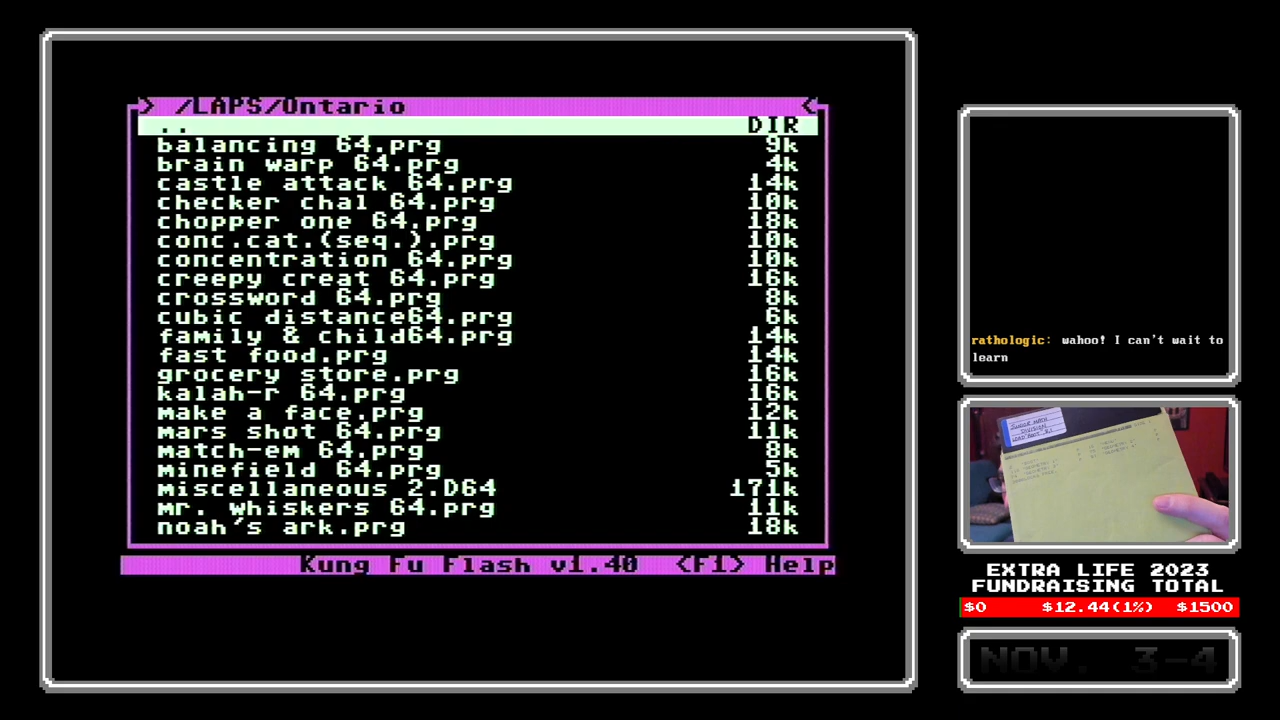 /LAPS/Ontario
.. DIR
balancing 64.prg 9k
brain warp 64.prg 4k
castle attack 64.prg 14k
checker chal 64.prg 10k
chopper one 64.prg 18k
conc.cat.(seq.).prg 10k
concentration 64.prg 10k
creepy creat 64.prg 16k
crossword 64.prg 8k
cubic distance64.prg 6k
family & child64.prg 14k
fast food.prg 14k
grocery store.prg 16k
kalah-r 64.prg 16k
make a face.prg 12k
mars shot 64.prg 11k
match-em 64.prg 8k
minefield 64.prg 5k
miscellaneous 2.D64 171k
mr. whiskers 64.prg 11k
noah's ark.prg 18k
Kung Fu Flash v1.40 <F1> Help
rathologic: wahoo! I can't wait to
learn
JUNIOR MATH
DIVISION
EXTRA LIFE 2023
FUNDRAISING TOTAL
$0 $12.44(1%) $1500
NOV. 3-4